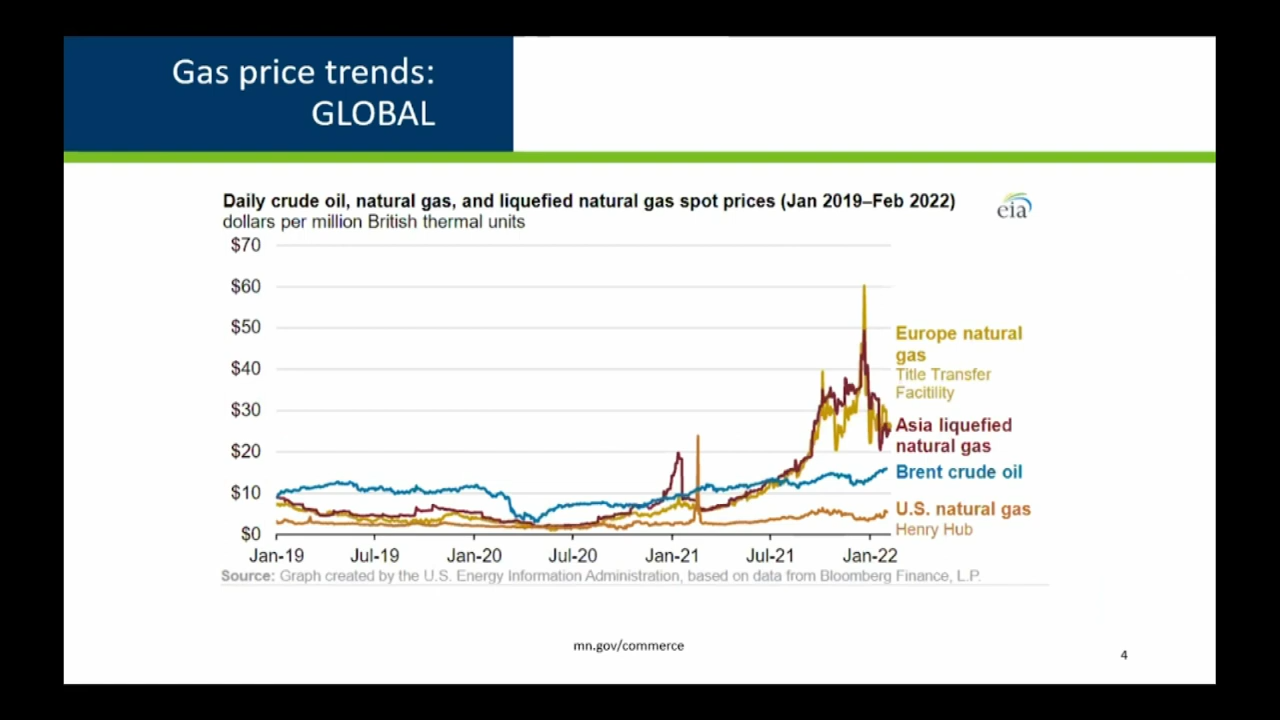 Gas price trends:
GLOBAL
Daily crude oil, natural gas, and liquefied natural gas spot prices (Jan 2019–Feb 2022)
dollars per million British thermal units
eia
$70
$60
$50
$40
$30
$20
$10
$0
Europe natural
gas
Title Transfer
Facitility
Asia liquefied
natural gas
Brent crude oil
U.S. natural gas
Henry Hub
Jan-19 Jul-19 Jan-20 Jul-20 Jan-21 Jul-21 Jan-22
Source: Graph created by the U.S. Energy Information Administration, based on data from Bloomberg Finance, L.P.
mn.gov/commerce
4